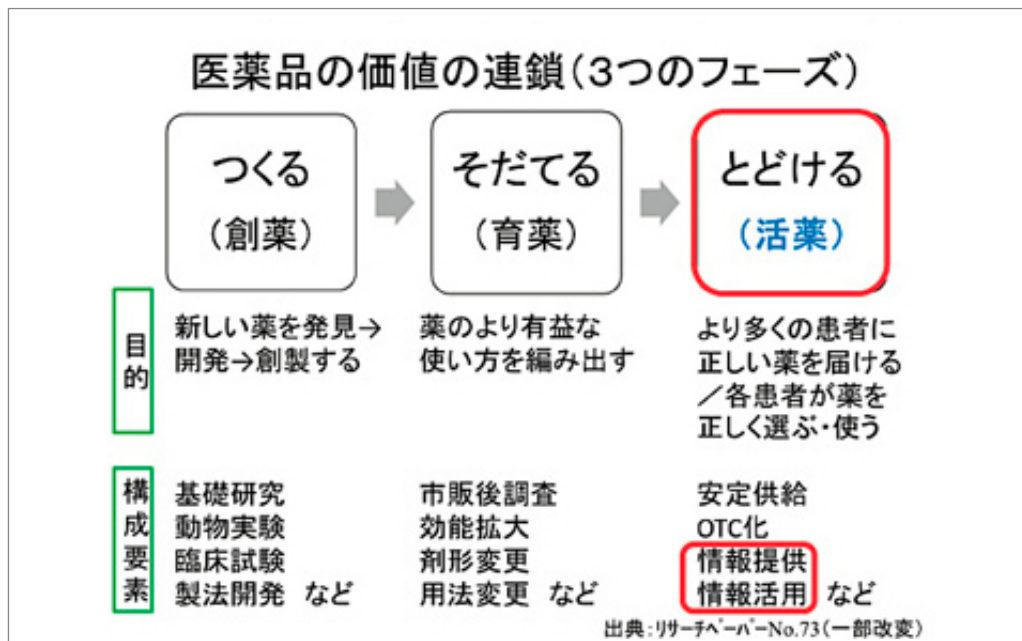 医薬品の価値の連鎖（３つのフェーズ）
つくる
（創薬）
そだてる
（育薬）
とどける
（活薬）
目的
新しい薬を発見→
開発→創製する
薬のより有益な
使い方を編み出す
より多くの患者に
正しい薬を届ける
／各患者が薬を
正しく選ぶ・使う
構成要素
基礎研究
動物実験
臨床試験
製法開発 など
市販後調査
効能拡大
剤形変更
用法変更 など
安定供給
OTC化
情報提供
情報活用 など
出典：ﾘｻｰﾁﾍﾟｰﾊﾟｰNo.73（一部改変）